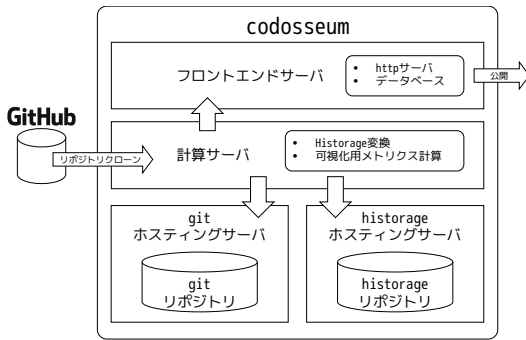 codosseum
フロントエンドサーバ
• httpサーバ
• データベース
公開
GitHub
リポジトリクローン
計算サーバ
• Historage変換
• 可視化用メトリクス計算
git
ホスティングサーバ
git
リポジトリ
historage
ホスティングサーバ
historage
リポジトリ